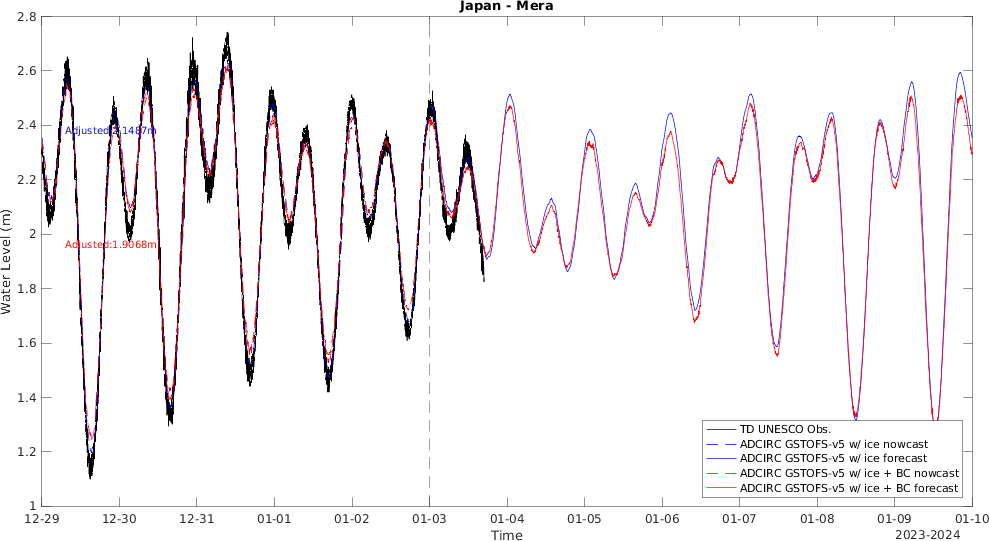 Japan - Mera
2.8
2.6
2.4
2.2
2
1.8
1.6
1.4
1.2
1
Water Level (m)
Adjusted:2.1487m
Adjusted:1.9068m
TD UNESCO Obs.
ADCIRC GSTOFS-v5 w/ ice nowcast
ADCIRC GSTOFS-v5 w/ ice forecast
ADCIRC GSTOFS-v5 w/ ice + BC nowcast
ADCIRC GSTOFS-v5 w/ ice + BC forecast
12-29 12-30 12-31 01-01 01-02 01-03 01-04 01-05 01-06 01-07 01-08 01-09 01-10
Time
2023-2024